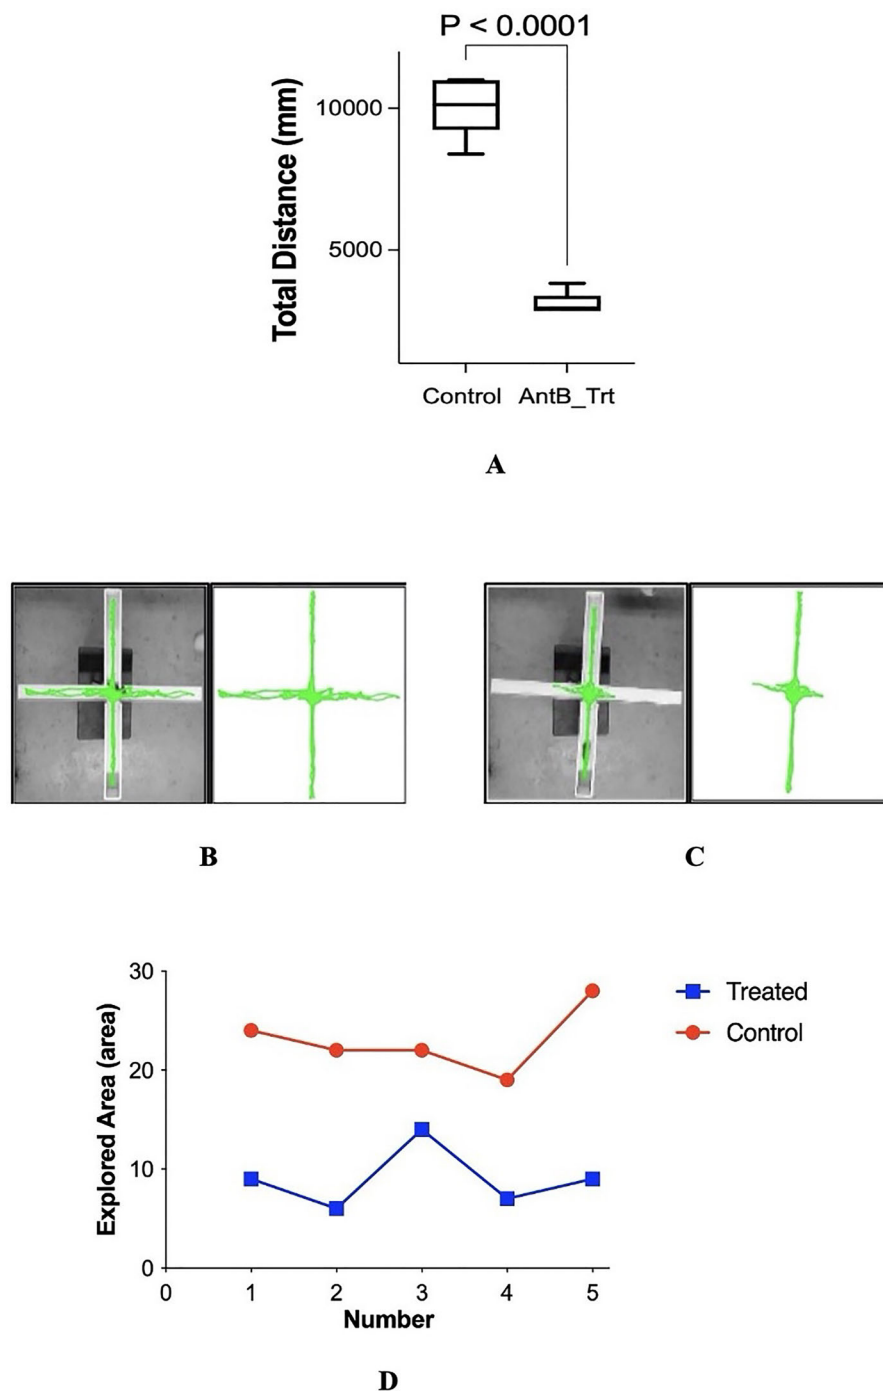 P < 0.0001
Total Distance (mm)
10000
5000
Control AntB_Trt
A
B C
30
20
10
0
Explored Area (area)
0 1 2 3 4 5
Number
Treated
Control
D